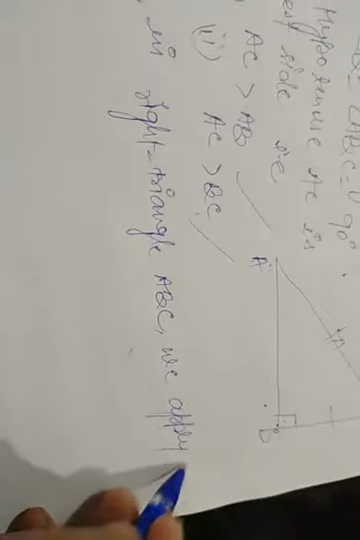 ∠ABC = 90°.
Hypotenuse AC is
side i.e
AC > AB
(ii) AC > BC
in right-triangle ABC, we apply
A
B